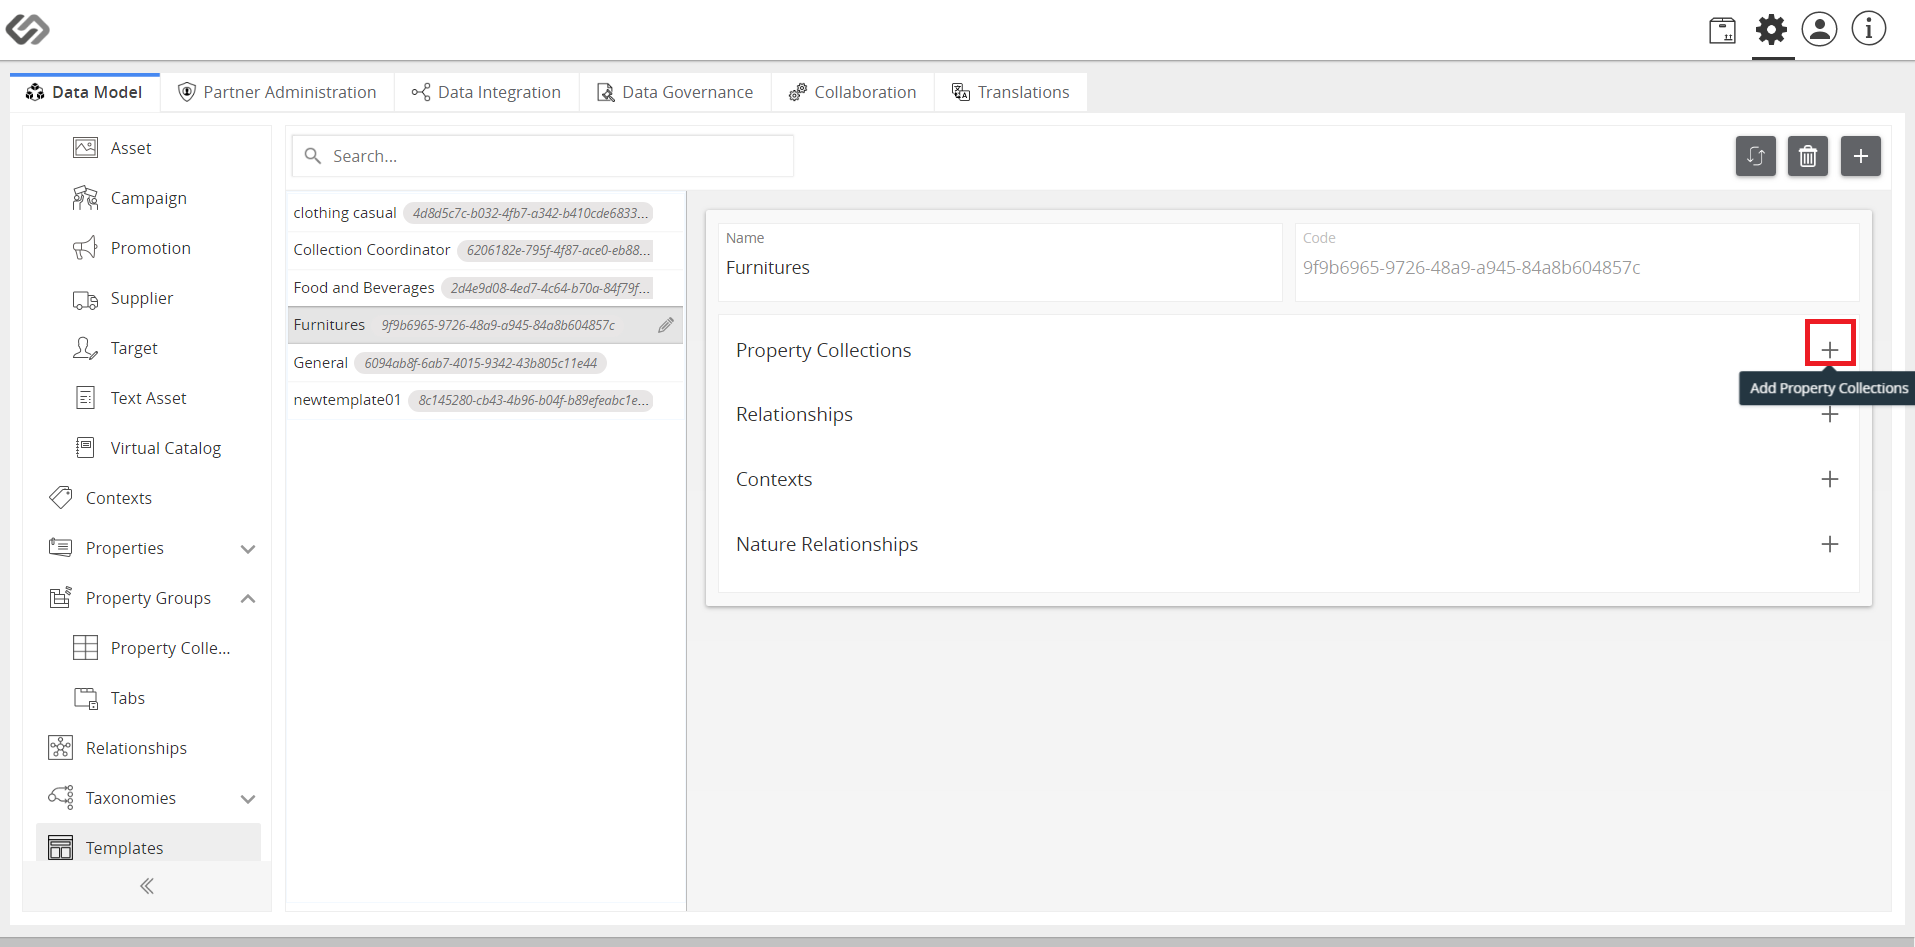 Data Model
Partner Administration
Data Integration
Data Governance
Collaboration
Translations
Asset
Campaign
Promotion
Supplier
Target
Text Asset
Virtual Catalog
Contexts
Properties
Property Groups
Property Colle...
Tabs
Relationships
Taxonomies
Templates
Search...
clothing casual 4d8d5c7c-b032-4fb7-a342-b410cde6833...
Collection Coordinator 6206182e-795f-4f87-ace0-eb88...
Food and Beverages 2d4e9d08-4ed7-4c64-b70a-84f79f...
Furnitures 9f9b6965-9726-48a9-a945-84a8b604857c
General 6094ab8f-6ab7-4015-9342-43b805c11e44
newtemplate01 8c145280-cb43-4b96-b04f-b89efeabc1e...
Name
Furnitures
Code
9f9b6965-9726-48a9-a945-84a8b604857c
Property Collections
Add Property Collections
Relationships
Contexts
Nature Relationships